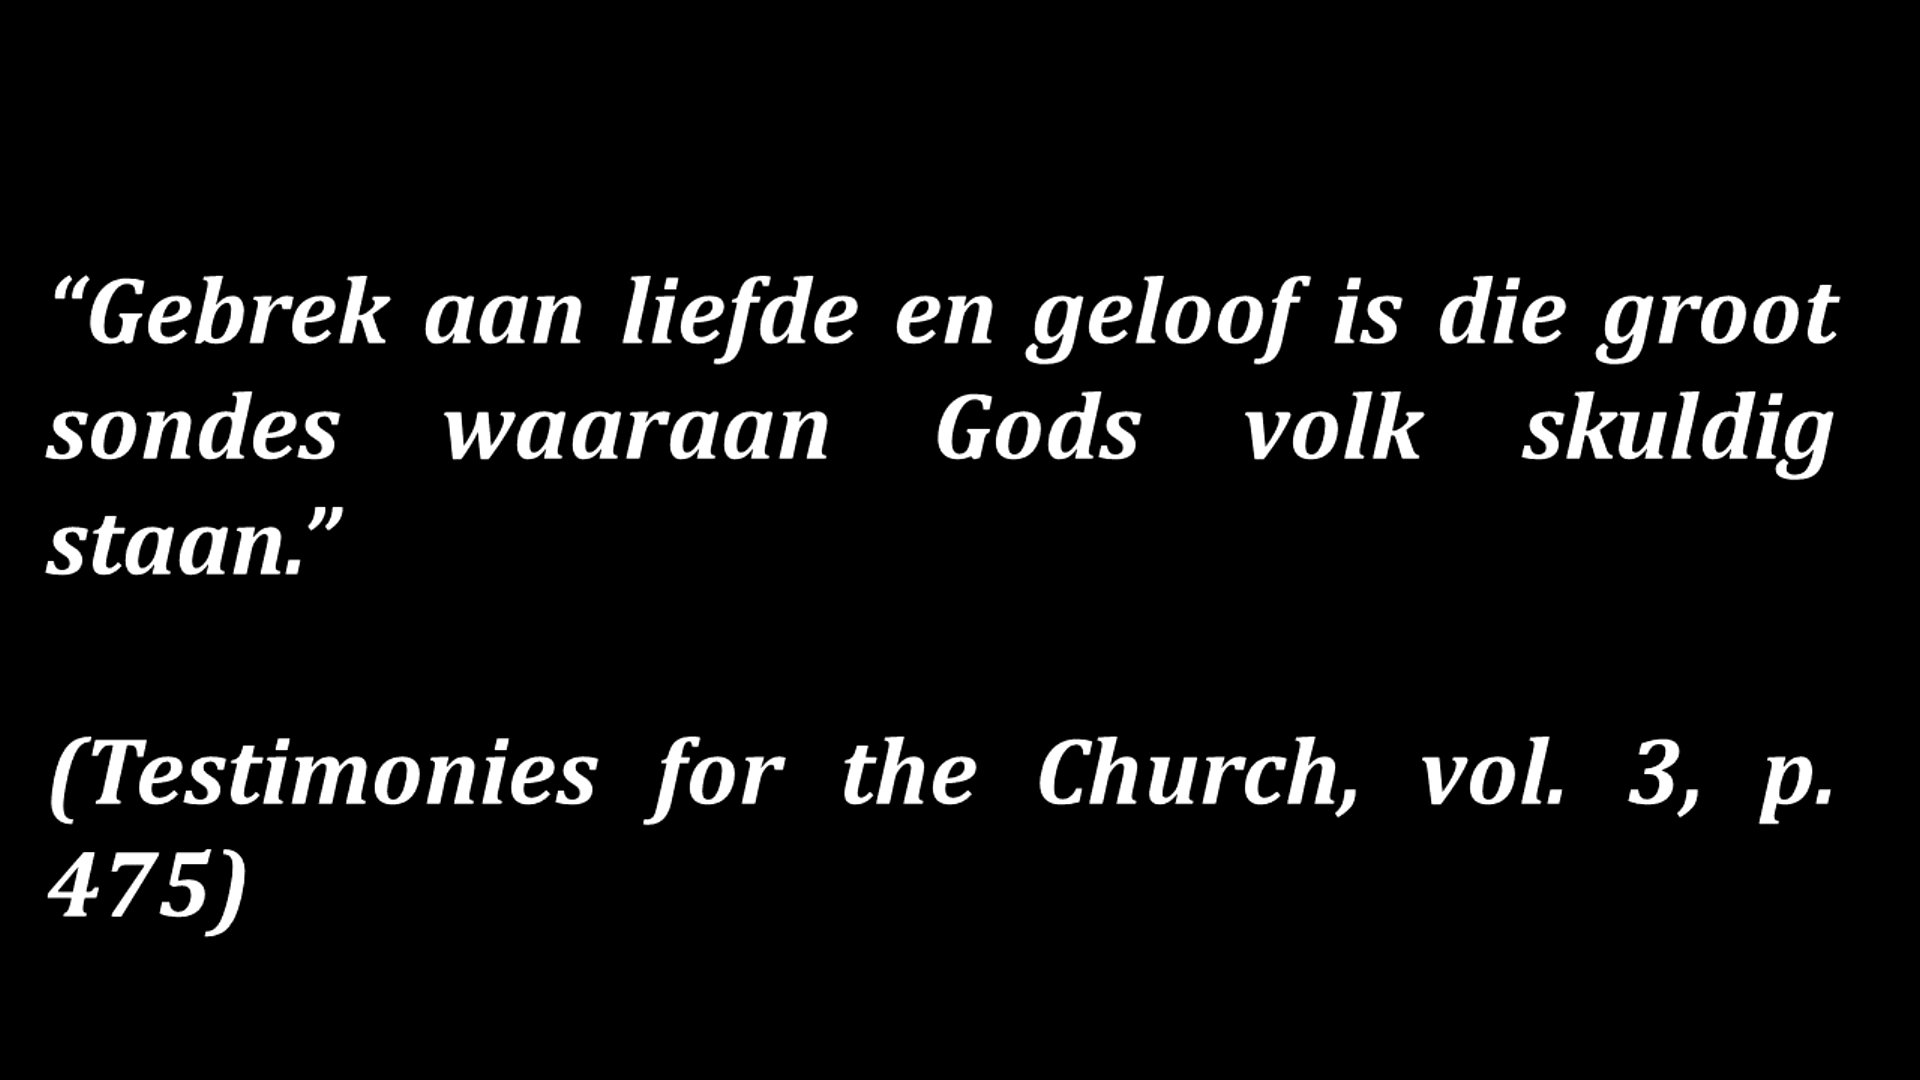 “Gebrek aan liefde en geloof is die groot
sondes waaraan Gods volk skuldig
staan.”
(Testimonies for the Church, vol. 3, p.
475)